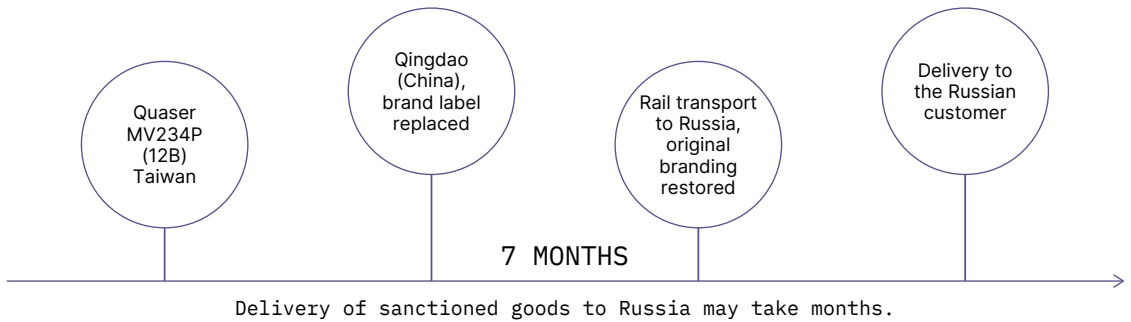 Quaser
MV234P
(12B)
Taiwan
Qingdao
(China),
brand label
replaced
Rail transport
to Russia,
original
branding
restored
Delivery to
the Russian
customer
7 MONTHS
Delivery of sanctioned goods to Russia may take months.